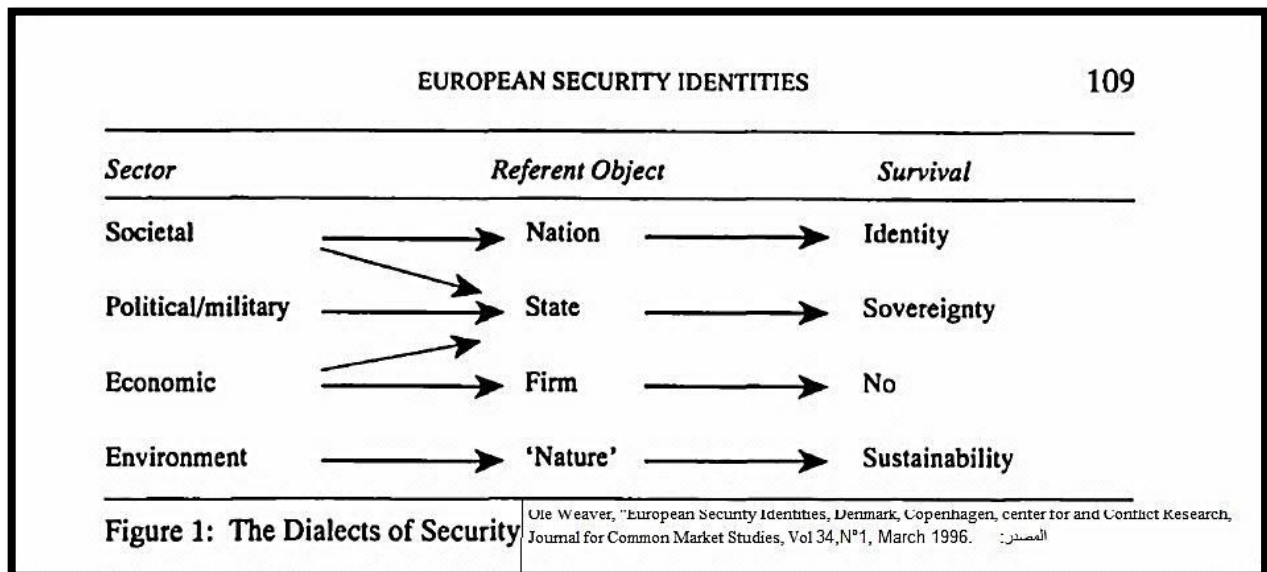 EUROPEAN SECURITY IDENTITIES 109
Sector Referent Object Survival
Societal Nation Identity
Political/military State Sovereignty
Economic Firm No
Environment ‘Nature’ Sustainability
Figure 1: The Dialects of Security
Ole Weaver, "European Security Identities, Denmark, Copenhagen, center for and Conflict Research,
Journal for Common Market Studies, Vol 34,N°1, March 1996. المصدر: